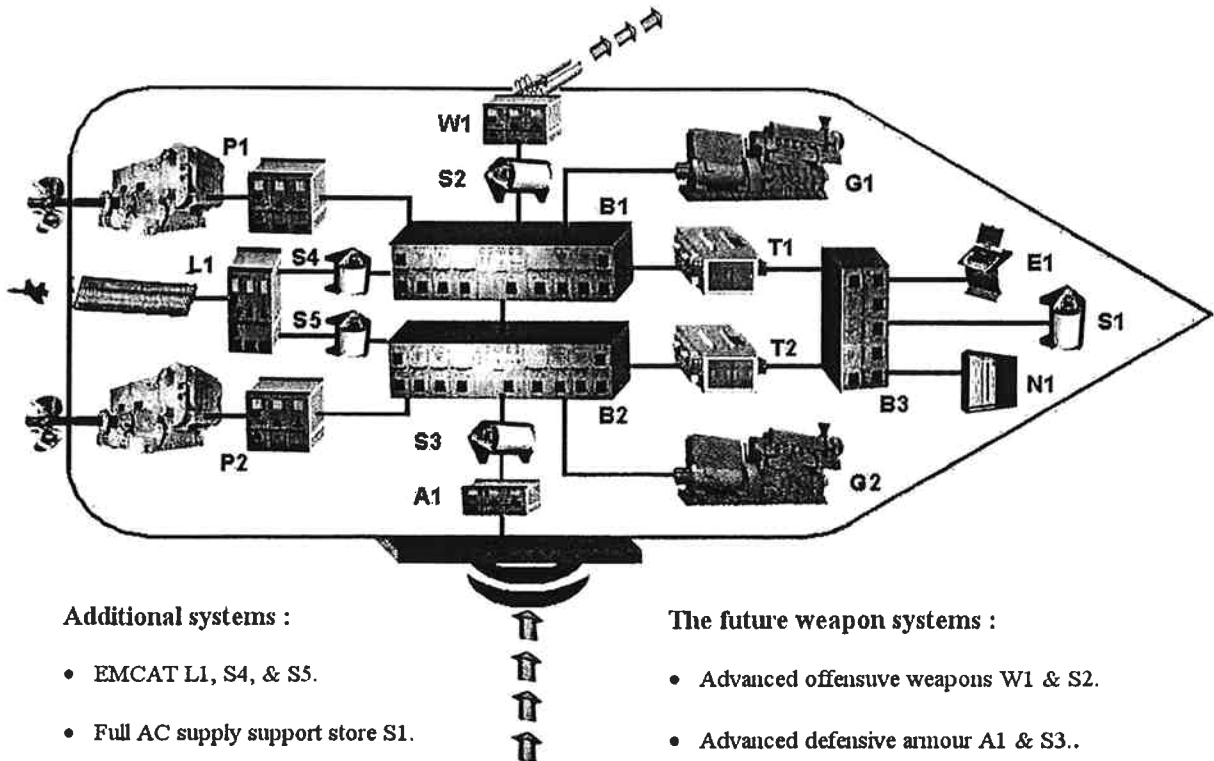 W1
P1
S2
G1
B1
L1
S4
T1
E1
S5
S1
T2
N1
B3
B2
P2
S3
G2
A1
Additional systems :
• EMCAT L1, S4, & S5.
• Full AC supply support store S1.
The future weapon systems :
• Advanced offensuve weapons W1 & S2.
• Advanced defensive armour A1 & S3..